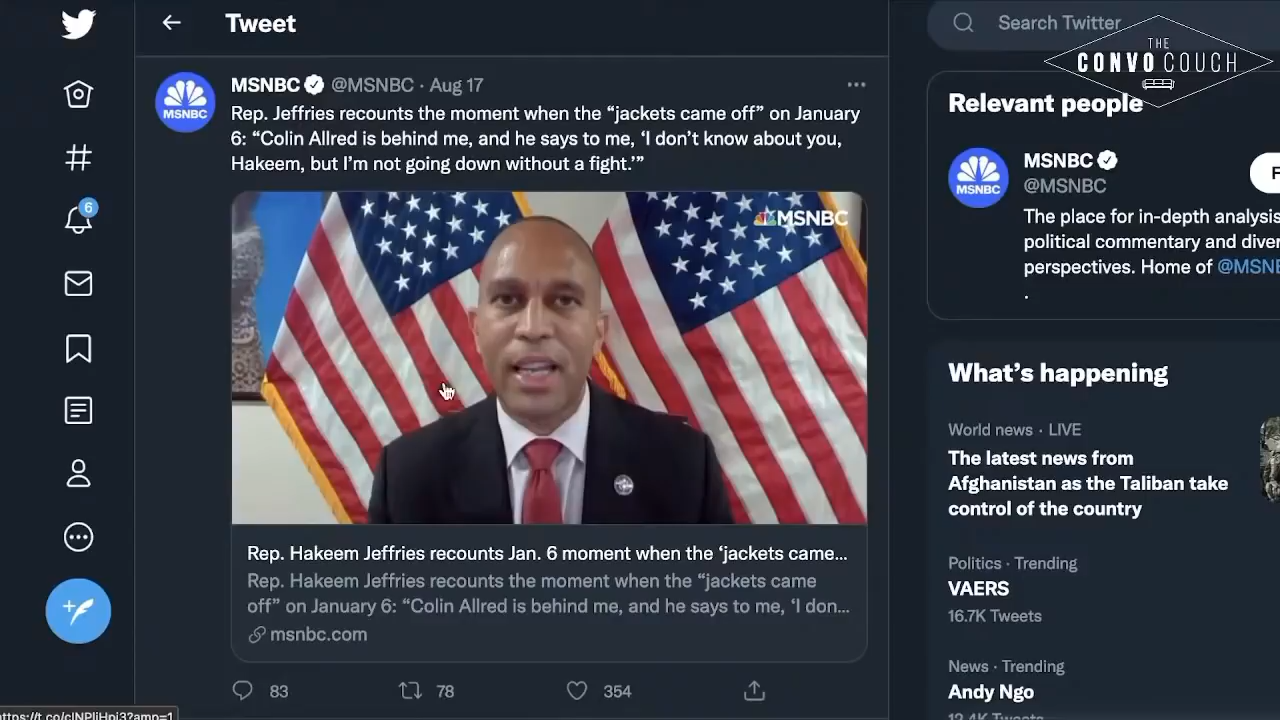 Tweet
Search Twitter
THE
CONVO COUCH
MSNBC @MSNBC · Aug 17
Rep. Jeffries recounts the moment when the “jackets came off” on January
6: “Colin Allred is behind me, and he says to me, ‘I don’t know about you,
Hakeem, but I’m not going down without a fight.’”
MSNBC
MSNBC
Rep. Hakeem Jeffries recounts Jan. 6 moment when the ‘jackets came...
Rep. Hakeem Jeffries recounts the moment when the “jackets came
off” on January 6: “Colin Allred is behind me, and he says to me, ‘I don...
msnbc.com
83
78
354
6
Relevant people
MSNBC
MSNBC
@MSNBC
F
The place for in-depth analysis
political commentary and diver
perspectives. Home of @MSNB
.
What’s happening
World news · LIVE
The latest news from
Afghanistan as the Taliban take
control of the country
Politics · Trending
VAERS
16.7K Tweets
News · Trending
Andy Ngo
12.4K Tweets